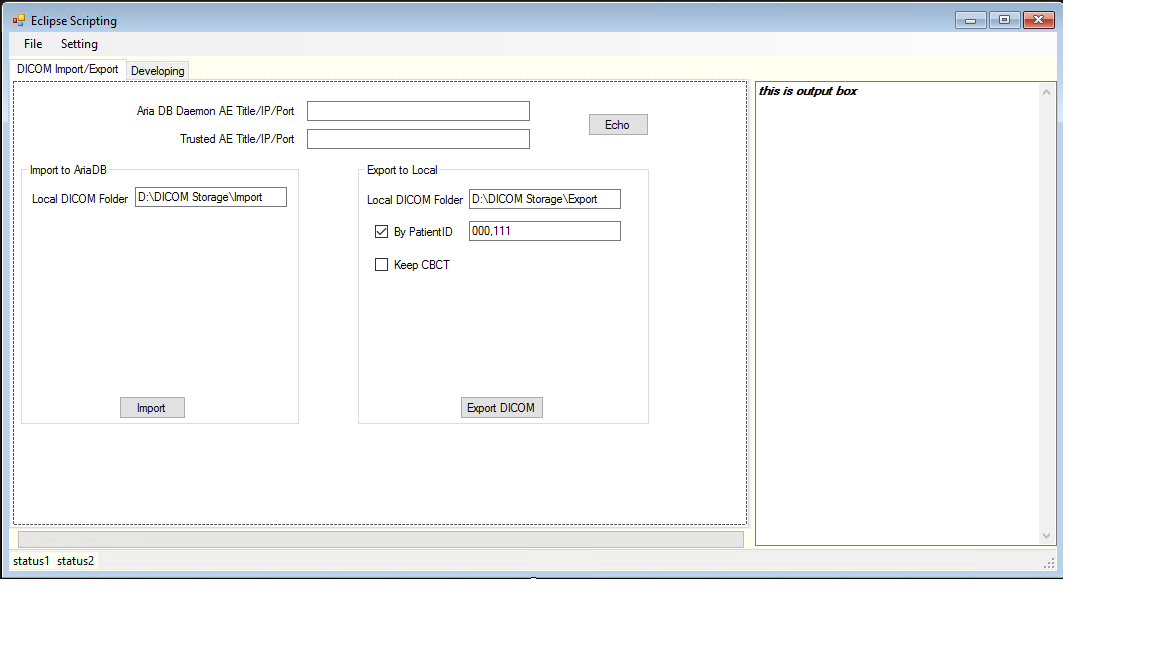 Eclipse Scripting
File Setting
DICOM Import/Export Developing
Aria DB Daemon AE Title/IP/Port
Trusted AE Title/IP/Port
Echo
Import to AriaDB
Local DICOM Folder D:\DICOM Storage\Import
Import
Export to Local
Local DICOM Folder D:\DICOM Storage\Export
By PatientID 000,111
Keep CBCT
Export DICOM
this is output box
status1 status2